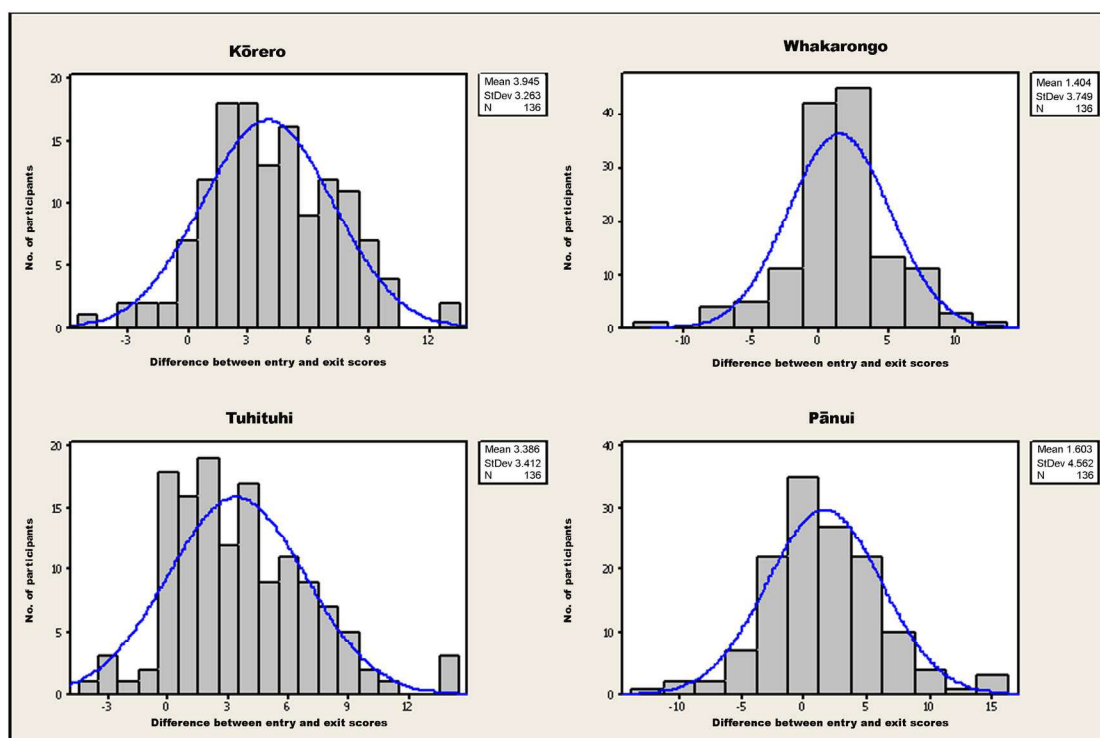 Kōrero
Mean 3.945
StDev 3.263
N 136
20
15
10
5
0
No. of participants
-3 0 3 6 9 12
Difference between entry and exit scores
Whakarongo
Mean 1.404
StDev 3.749
N 136
40
30
20
10
0
No. of participants
-10 -5 0 5 10
Difference between entry and exit scores
Tuhituhi
Mean 3.386
StDev 3.412
N 136
20
15
10
5
0
No. of participants
-3 0 3 6 9 12
Difference between entry and exit scores
Pānui
Mean 1.603
StDev 4.562
N 136
40
30
20
10
0
No. of participants
-10 -5 0 5 10 15
Difference between entry and exit scores